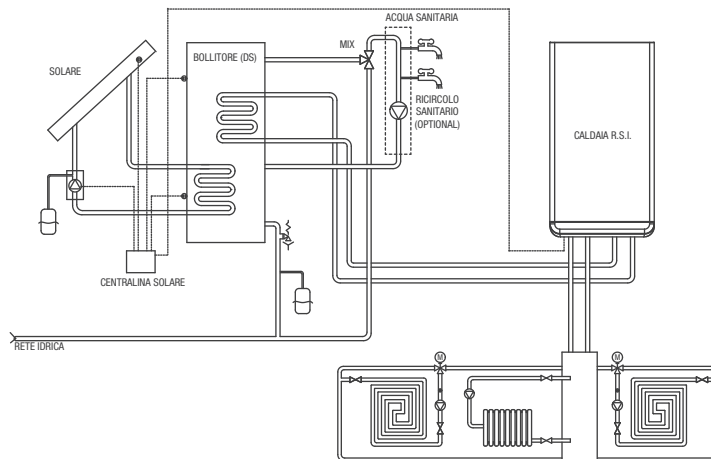 ACQUA SANITARIA
MIX
BOLLITORE (DS)
SOLARE
RICIRCOLO
SANITARIO
(OPTIONAL)
CALDAIA R.S.I.
CENTRALINA SOLARE
RETE IDRICA
M
M